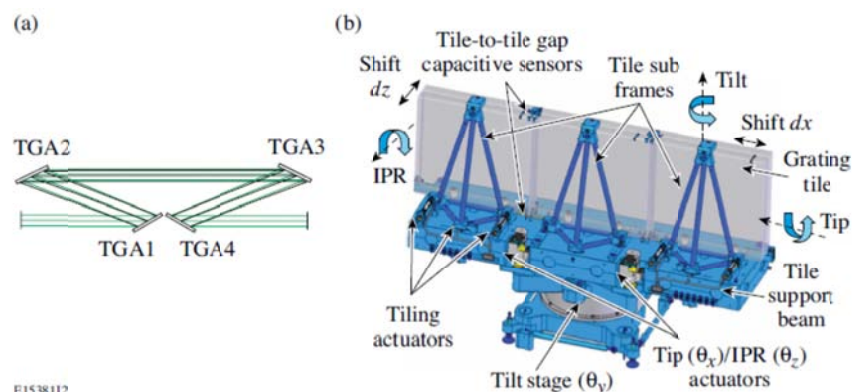 (a)
TGA2
TGA3
TGA1
TGA4
E15381J2
(b)
Tile-to-tile gap
capacitive sensors
Shift
dz
Tile sub
frames
Tilt
Shift dx
IPR
Grating
tile
Tip
Tiling
actuators
Tile
support
beam
Tip (θx)/IPR (θz)
actuators
Tilt stage (θy)